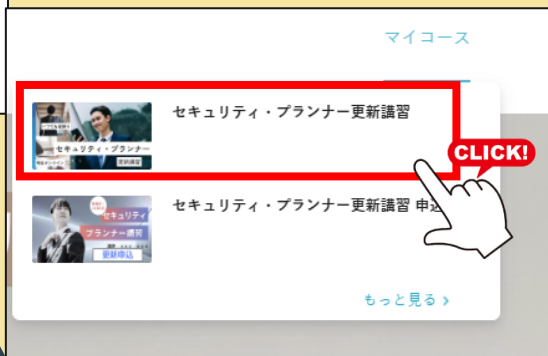 マイコース
セキュリティ・プランナー更新講習
セキュリティ・プランナー
更新講習
CLICK!
セキュリティ・プランナー更新講習 申込
セキュリティ
プランナー講習
更新申込
もっと見る >